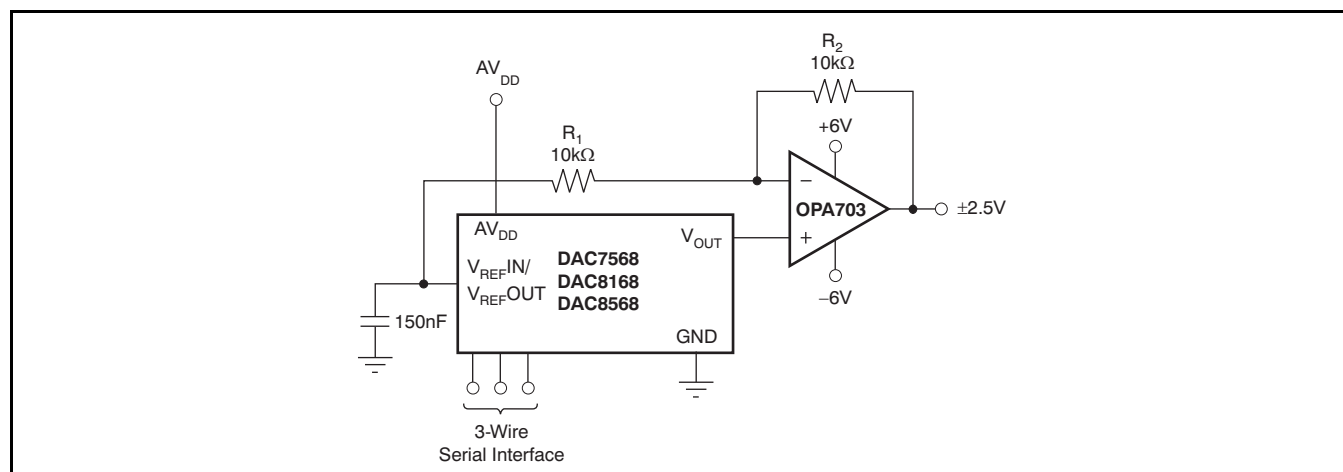 R2
10kΩ
AVDD
+6V
R1
10kΩ
−
OPA703
±2.5V
+
−6V
AVDD
VOUT
VREFIN/
VREFOUT
DAC7568
DAC8168
DAC8568
150nF
GND
3-Wire
Serial Interface